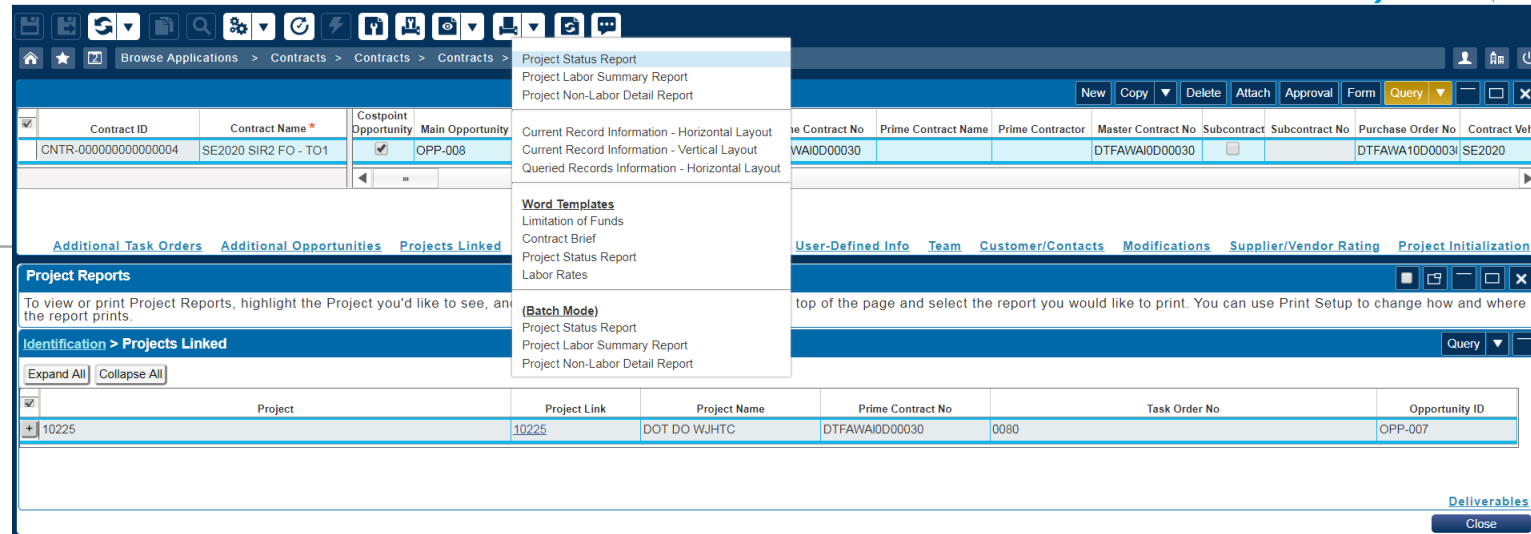 Browse Applications > Contracts > Contracts > Contracts >
Project Status Report
Project Labor Summary Report
Project Non-Labor Detail Report
Current Record Information - Horizontal Layout
Current Record Information - Vertical Layout
Queried Records Information - Horizontal Layout
Word Templates
Limitation of Funds
Contract Brief
Project Status Report
Labor Rates
(Batch Mode)
Project Status Report
Project Labor Summary Report
Project Non-Labor Detail Report
New Copy Delete Attach Approval Form Query
Contract ID Contract Name * Costpoint Opportunity Main Opportunity Contract No Prime Contract Name Prime Contractor Master Contract No Subcontract Subcontract No Purchase Order No Contract
CNTR-000000000000004 SE2020 SIR2 FO - TO1 OPP-008 WAI0D00030 DTFAWAI0D00030 DTFAWA10D0003 SE2020
Additional Task Orders Additional Opportunities Projects Linked User-Defined Info Team Customer/Contacts Modifications Supplier/Vendor Rating Project Initialization
Project Reports
To view or print Project Reports, highlight the Project you'd like to see, top of the page and select the report you would like to print. You can use Print Setup to change how and where
the report prints.
Identification > Projects Linked
Query
Expand All Collapse All
Project Project Link Project Name Prime Contract No Task Order No Opportunity ID
+ 10225 10225 DOT DO WJHTC DTFAWAI0D00030 0080 OPP-007
Deliverables
Close